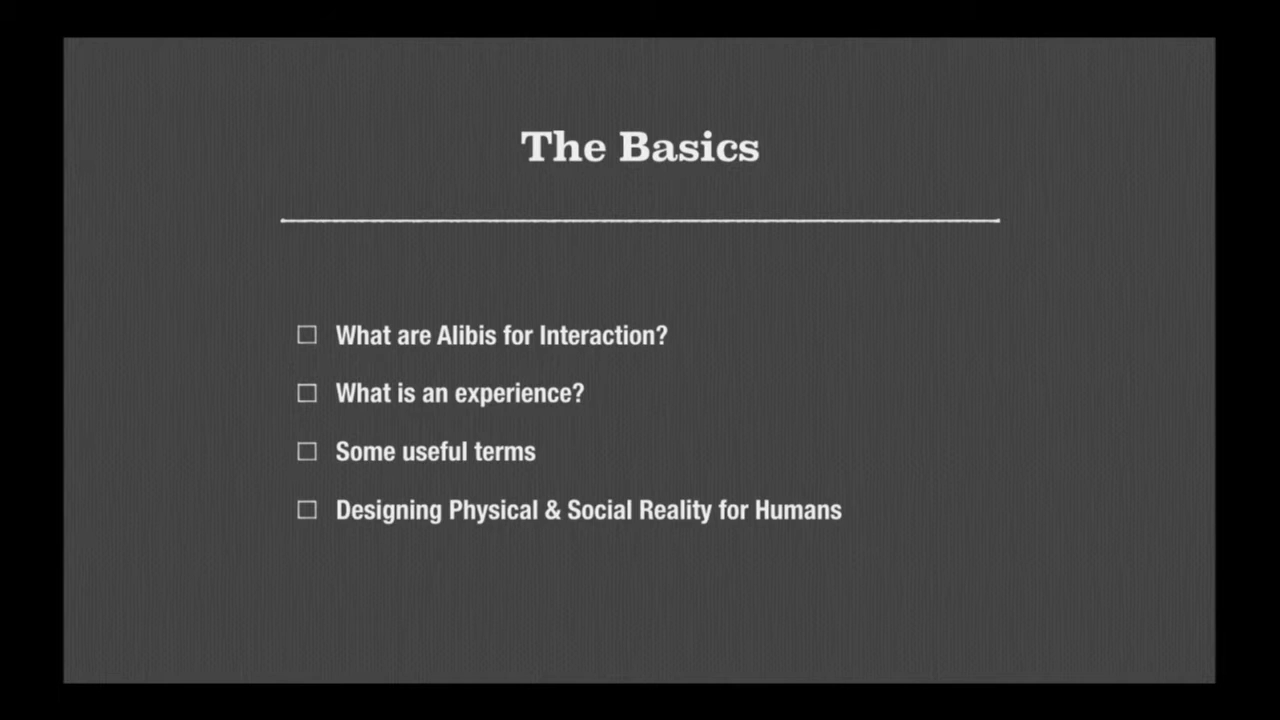 The Basics
What are Alibis for Interaction?
What is an experience?
Some useful terms
Designing Physical & Social Reality for Humans